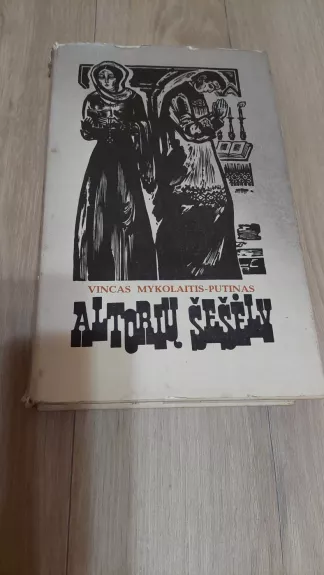 VINCAS MYKOLAITIS-PUTINAS
ALTORIŲ ŠEŠĖLY